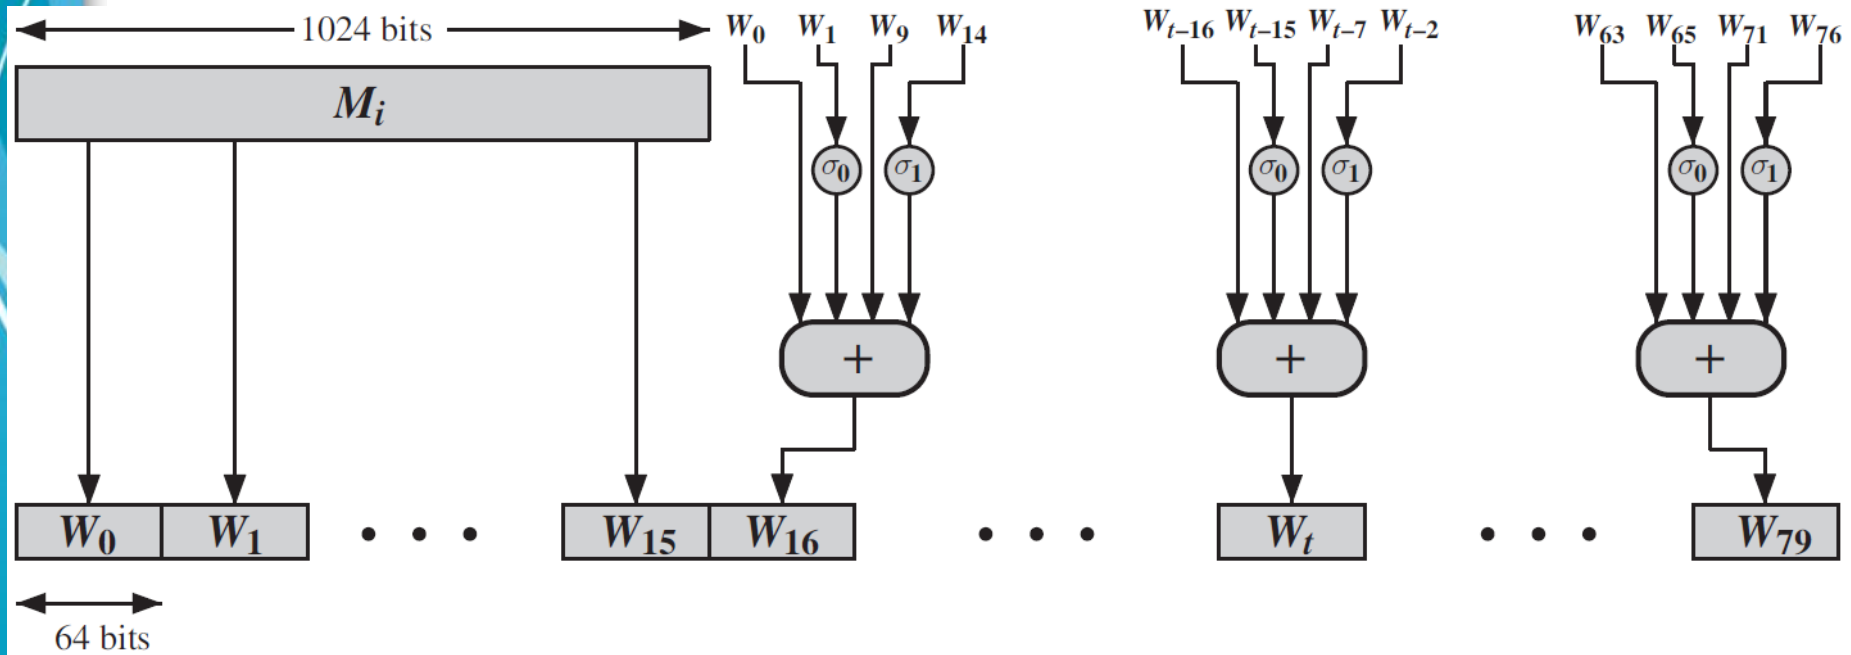 1024 bits
W0 W1 W9 W14
Wt–16 Wt–15 Wt–7 Wt–2
W63 W65 W71 W76
Mi
σ0 σ1
σ0 σ1
σ0 σ1
+
+
+
W0 W1 • • • W15 W16 • • • Wt • • • W79
64 bits